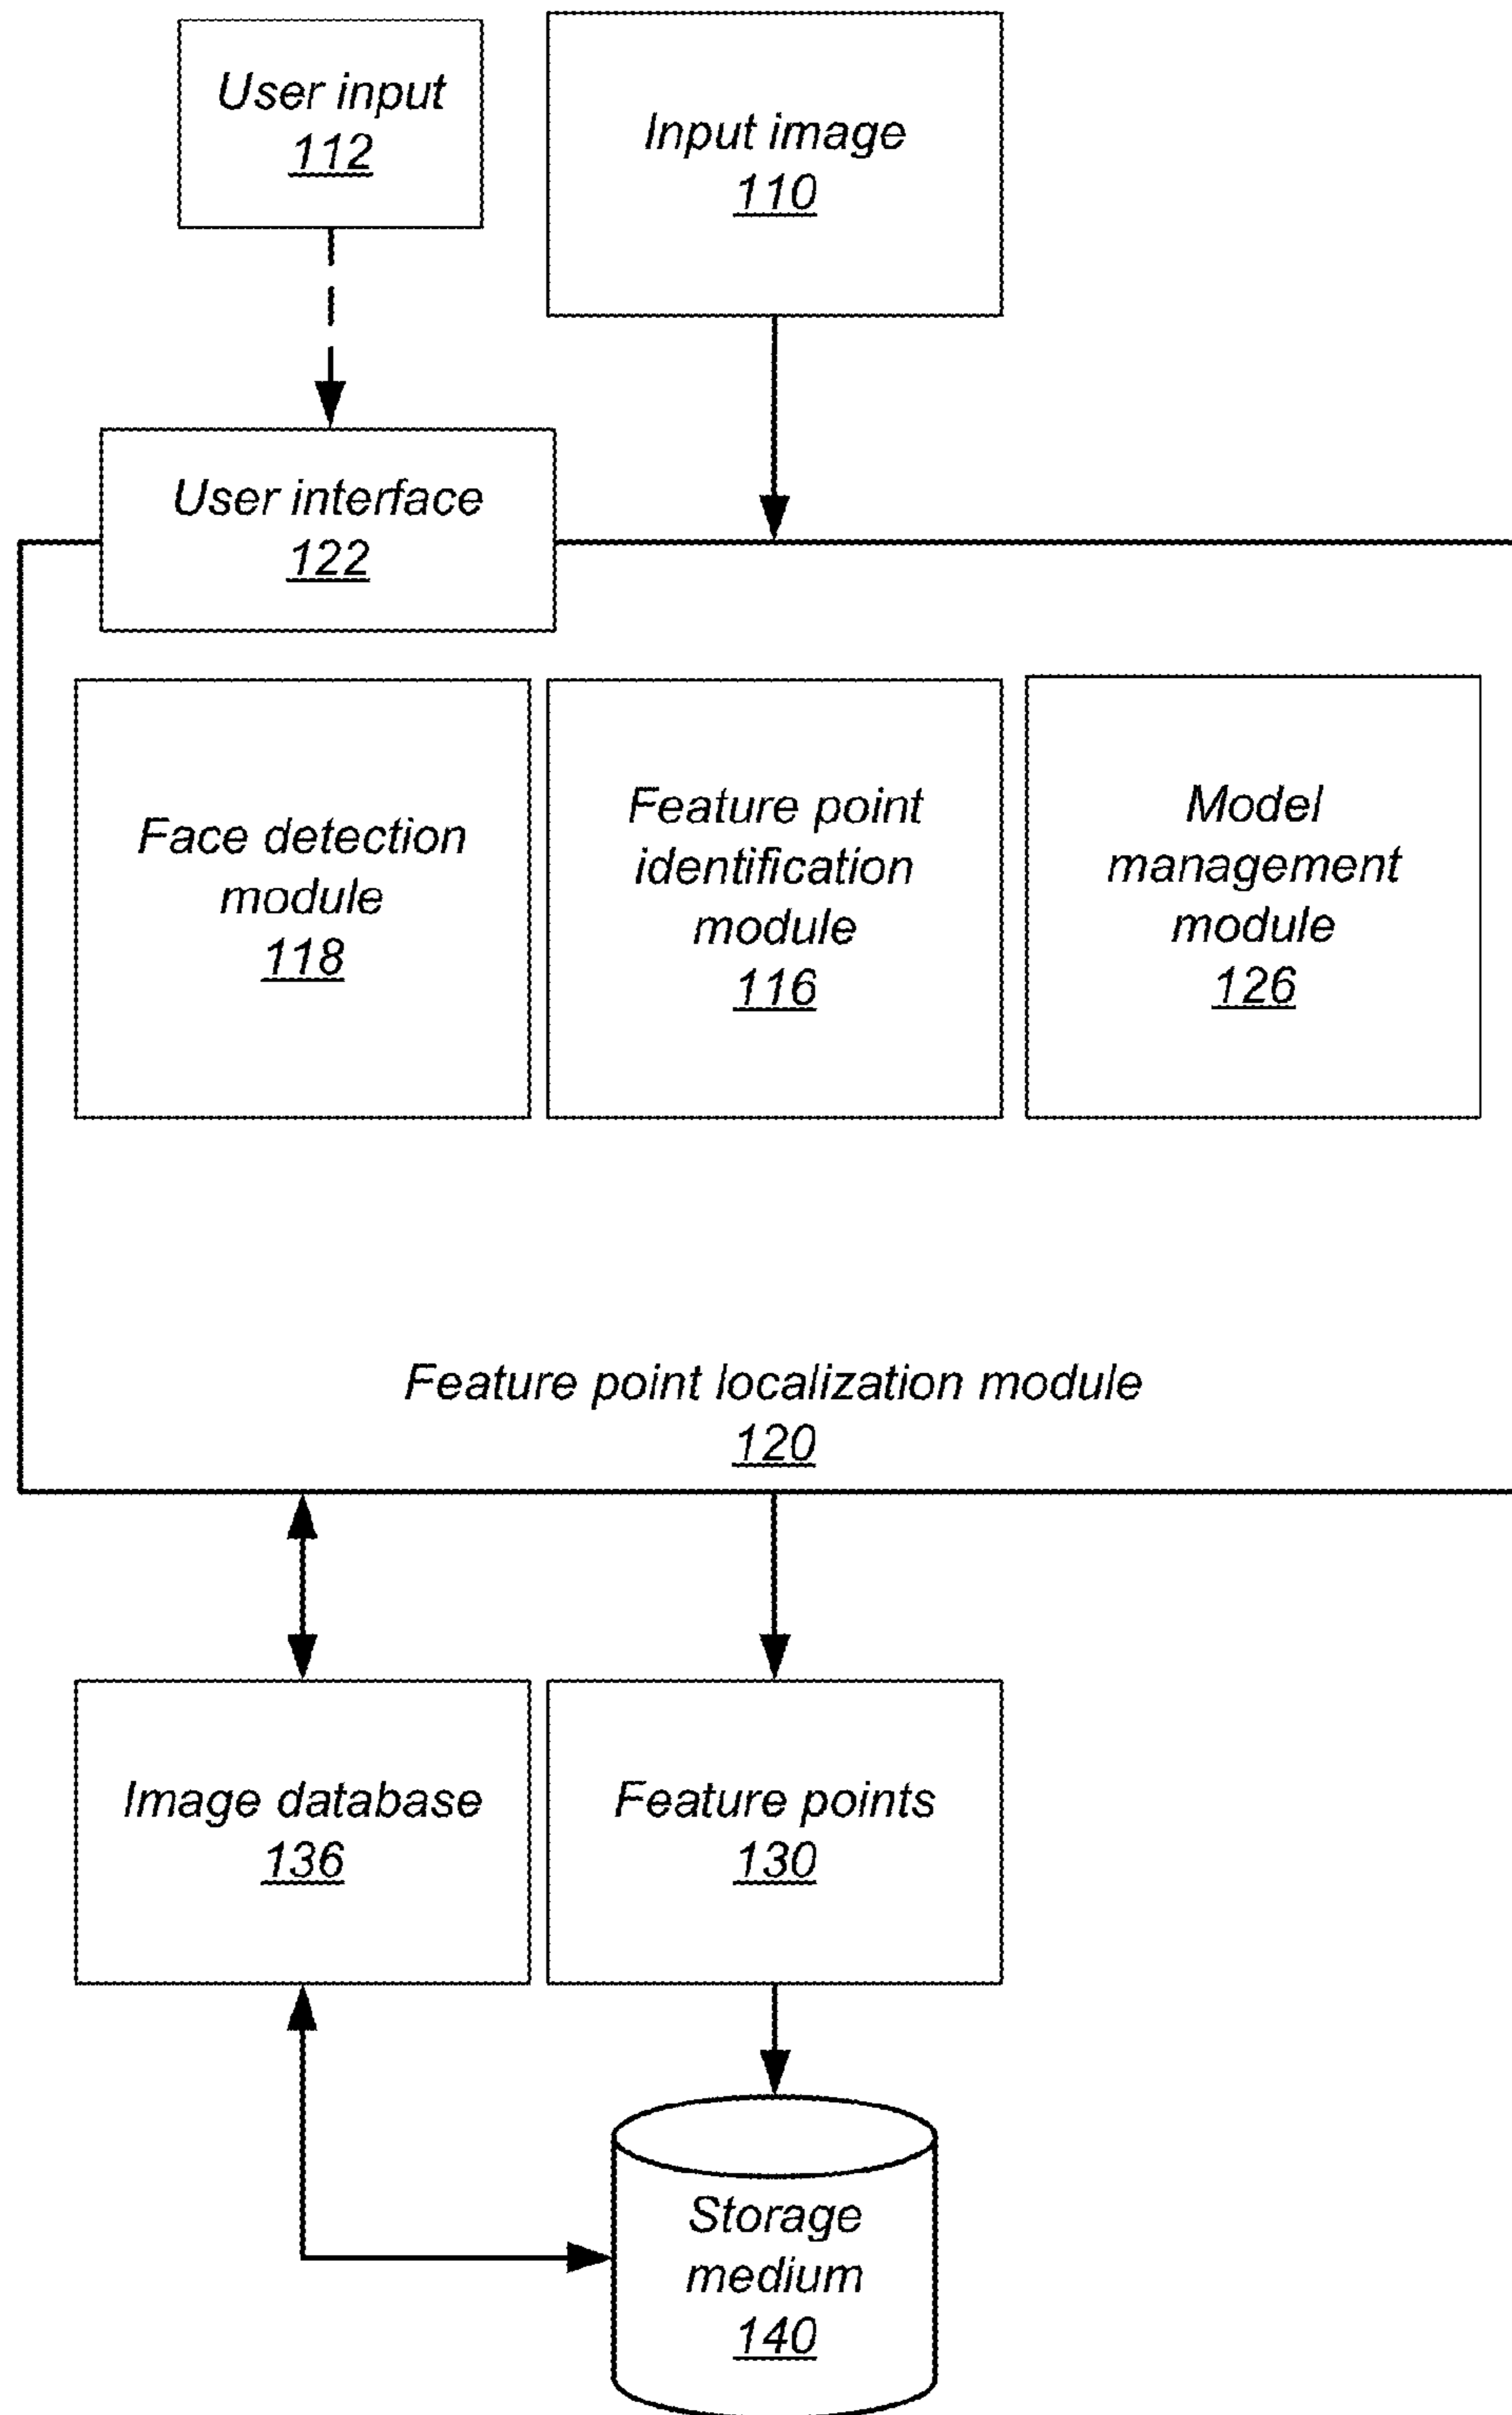 User input
112
Input image
110
User interface
122
Face detection
module
118
Feature point
identification
module
116
Model
management
module
126
Feature point localization module
120
Image database
136
Feature points
130
Storage
medium
140